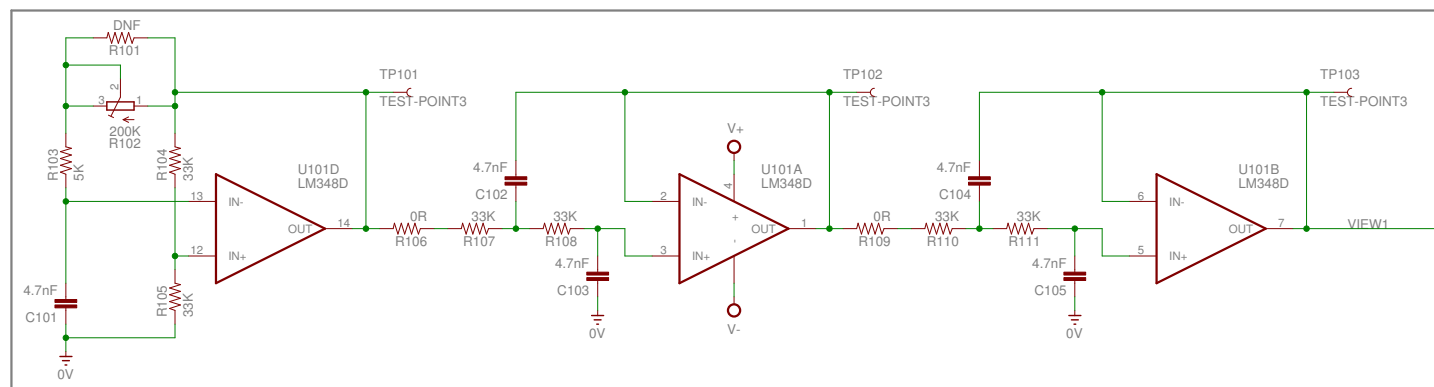 DNF
R101
3
2
1
200K
R102
R103
5K
R104
33K
4.7nF
C101
R105
33K
0V
U101D
LM348D
13
IN-
12
IN+
OUT
14
TP101
TEST-POINT3
0R
R106
33K
R107
4.7nF
C102
33K
R108
4.7nF
C103
0V
V+
U101A
LM348D
4
+
-
2
IN-
3
IN+
OUT
1
V-
TP102
TEST-POINT3
0R
R109
33K
R110
4.7nF
C104
33K
R111
4.7nF
C105
0V
U101B
LM348D
6
IN-
5
IN+
OUT
7
TP103
TEST-POINT3
VIEW1